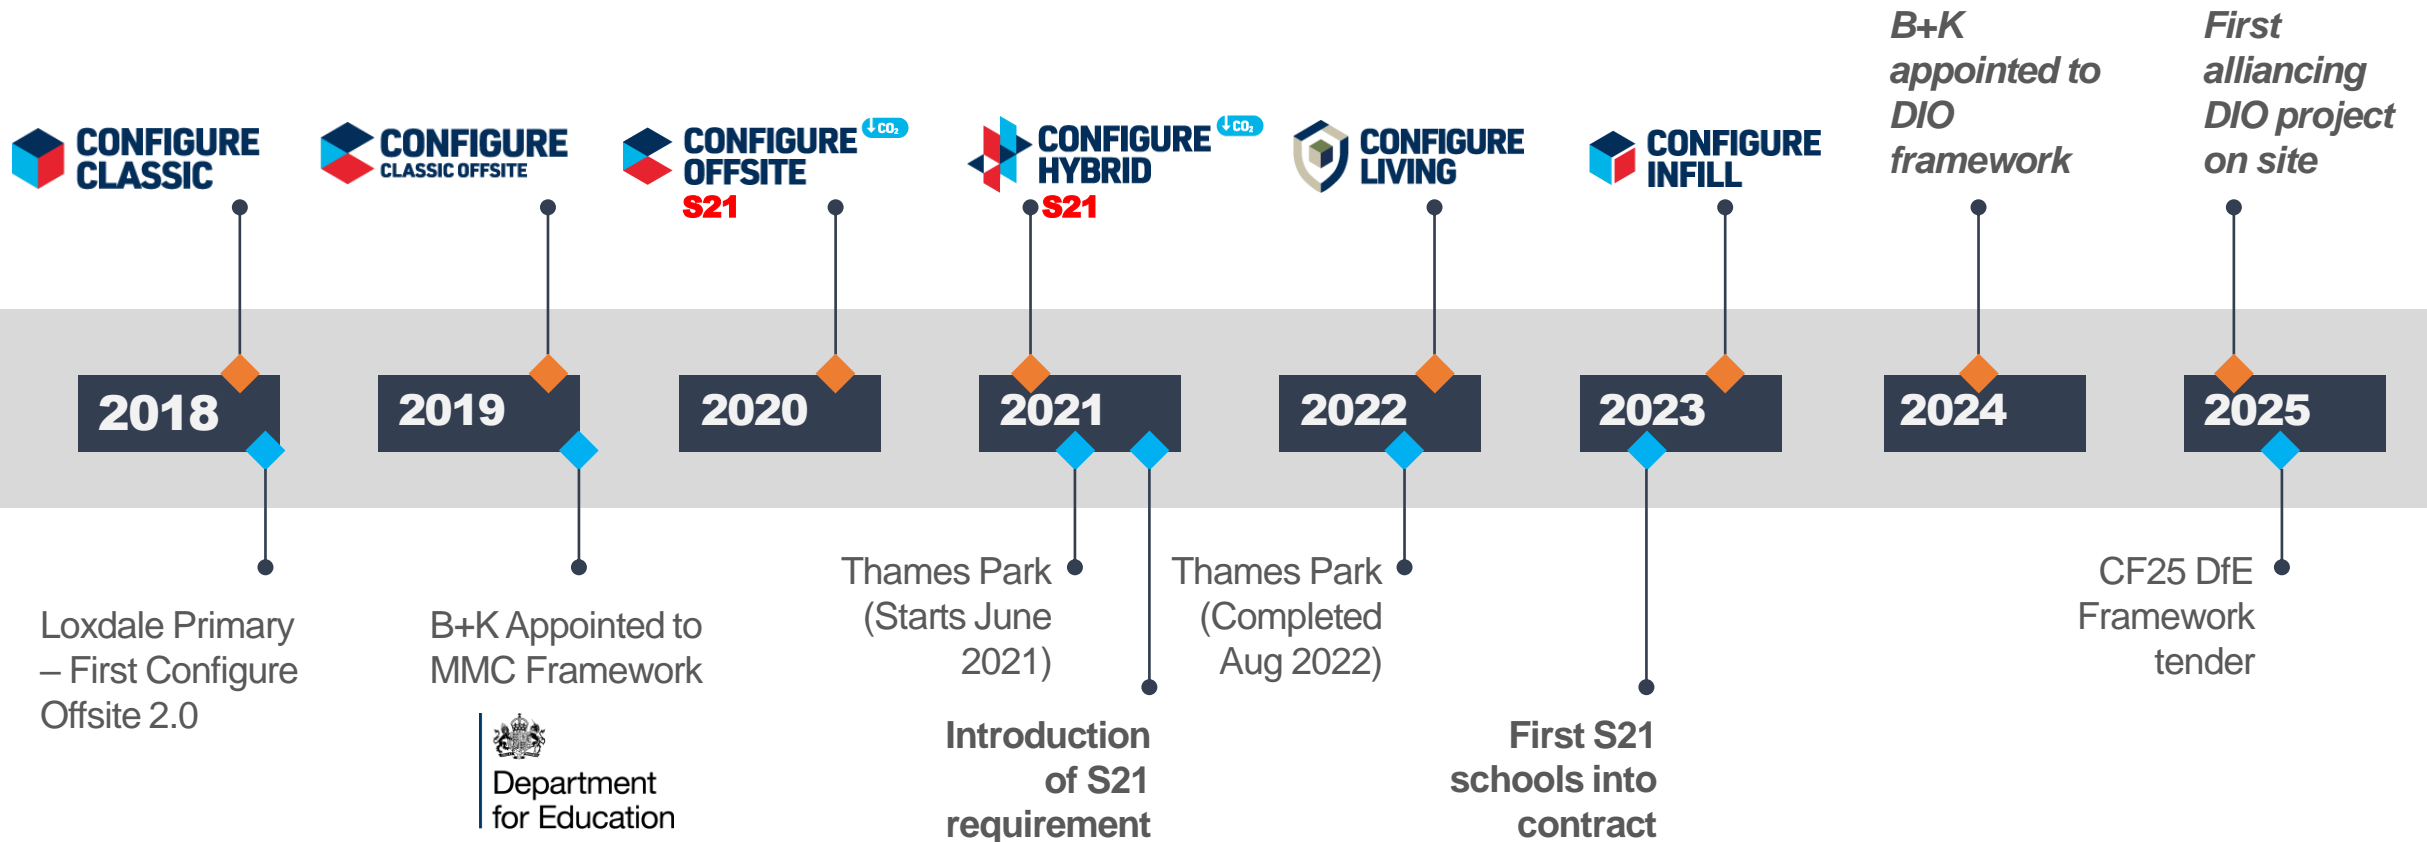 B+K
appointed to
DIO
framework
First
alliancing
DIO project
on site
CONFIGURE
CLASSIC
CONFIGURE
CLASSIC OFFSITE
CONFIGURE
OFFSITE
↓CO₂
S21
CONFIGURE
HYBRID
↓CO₂
S21
CONFIGURE
LIVING
CONFIGURE
INFILL
2018
2019
2020
2021
2022
2023
2024
2025
Loxdale Primary
– First Configure
Offsite 2.0
B+K Appointed to
MMC Framework
Department
for Education
Thames Park
(Starts June
2021)
Introduction
of S21
requirement
Thames Park
(Completed
Aug 2022)
First S21
schools into
contract
CF25 DfE
Framework
tender